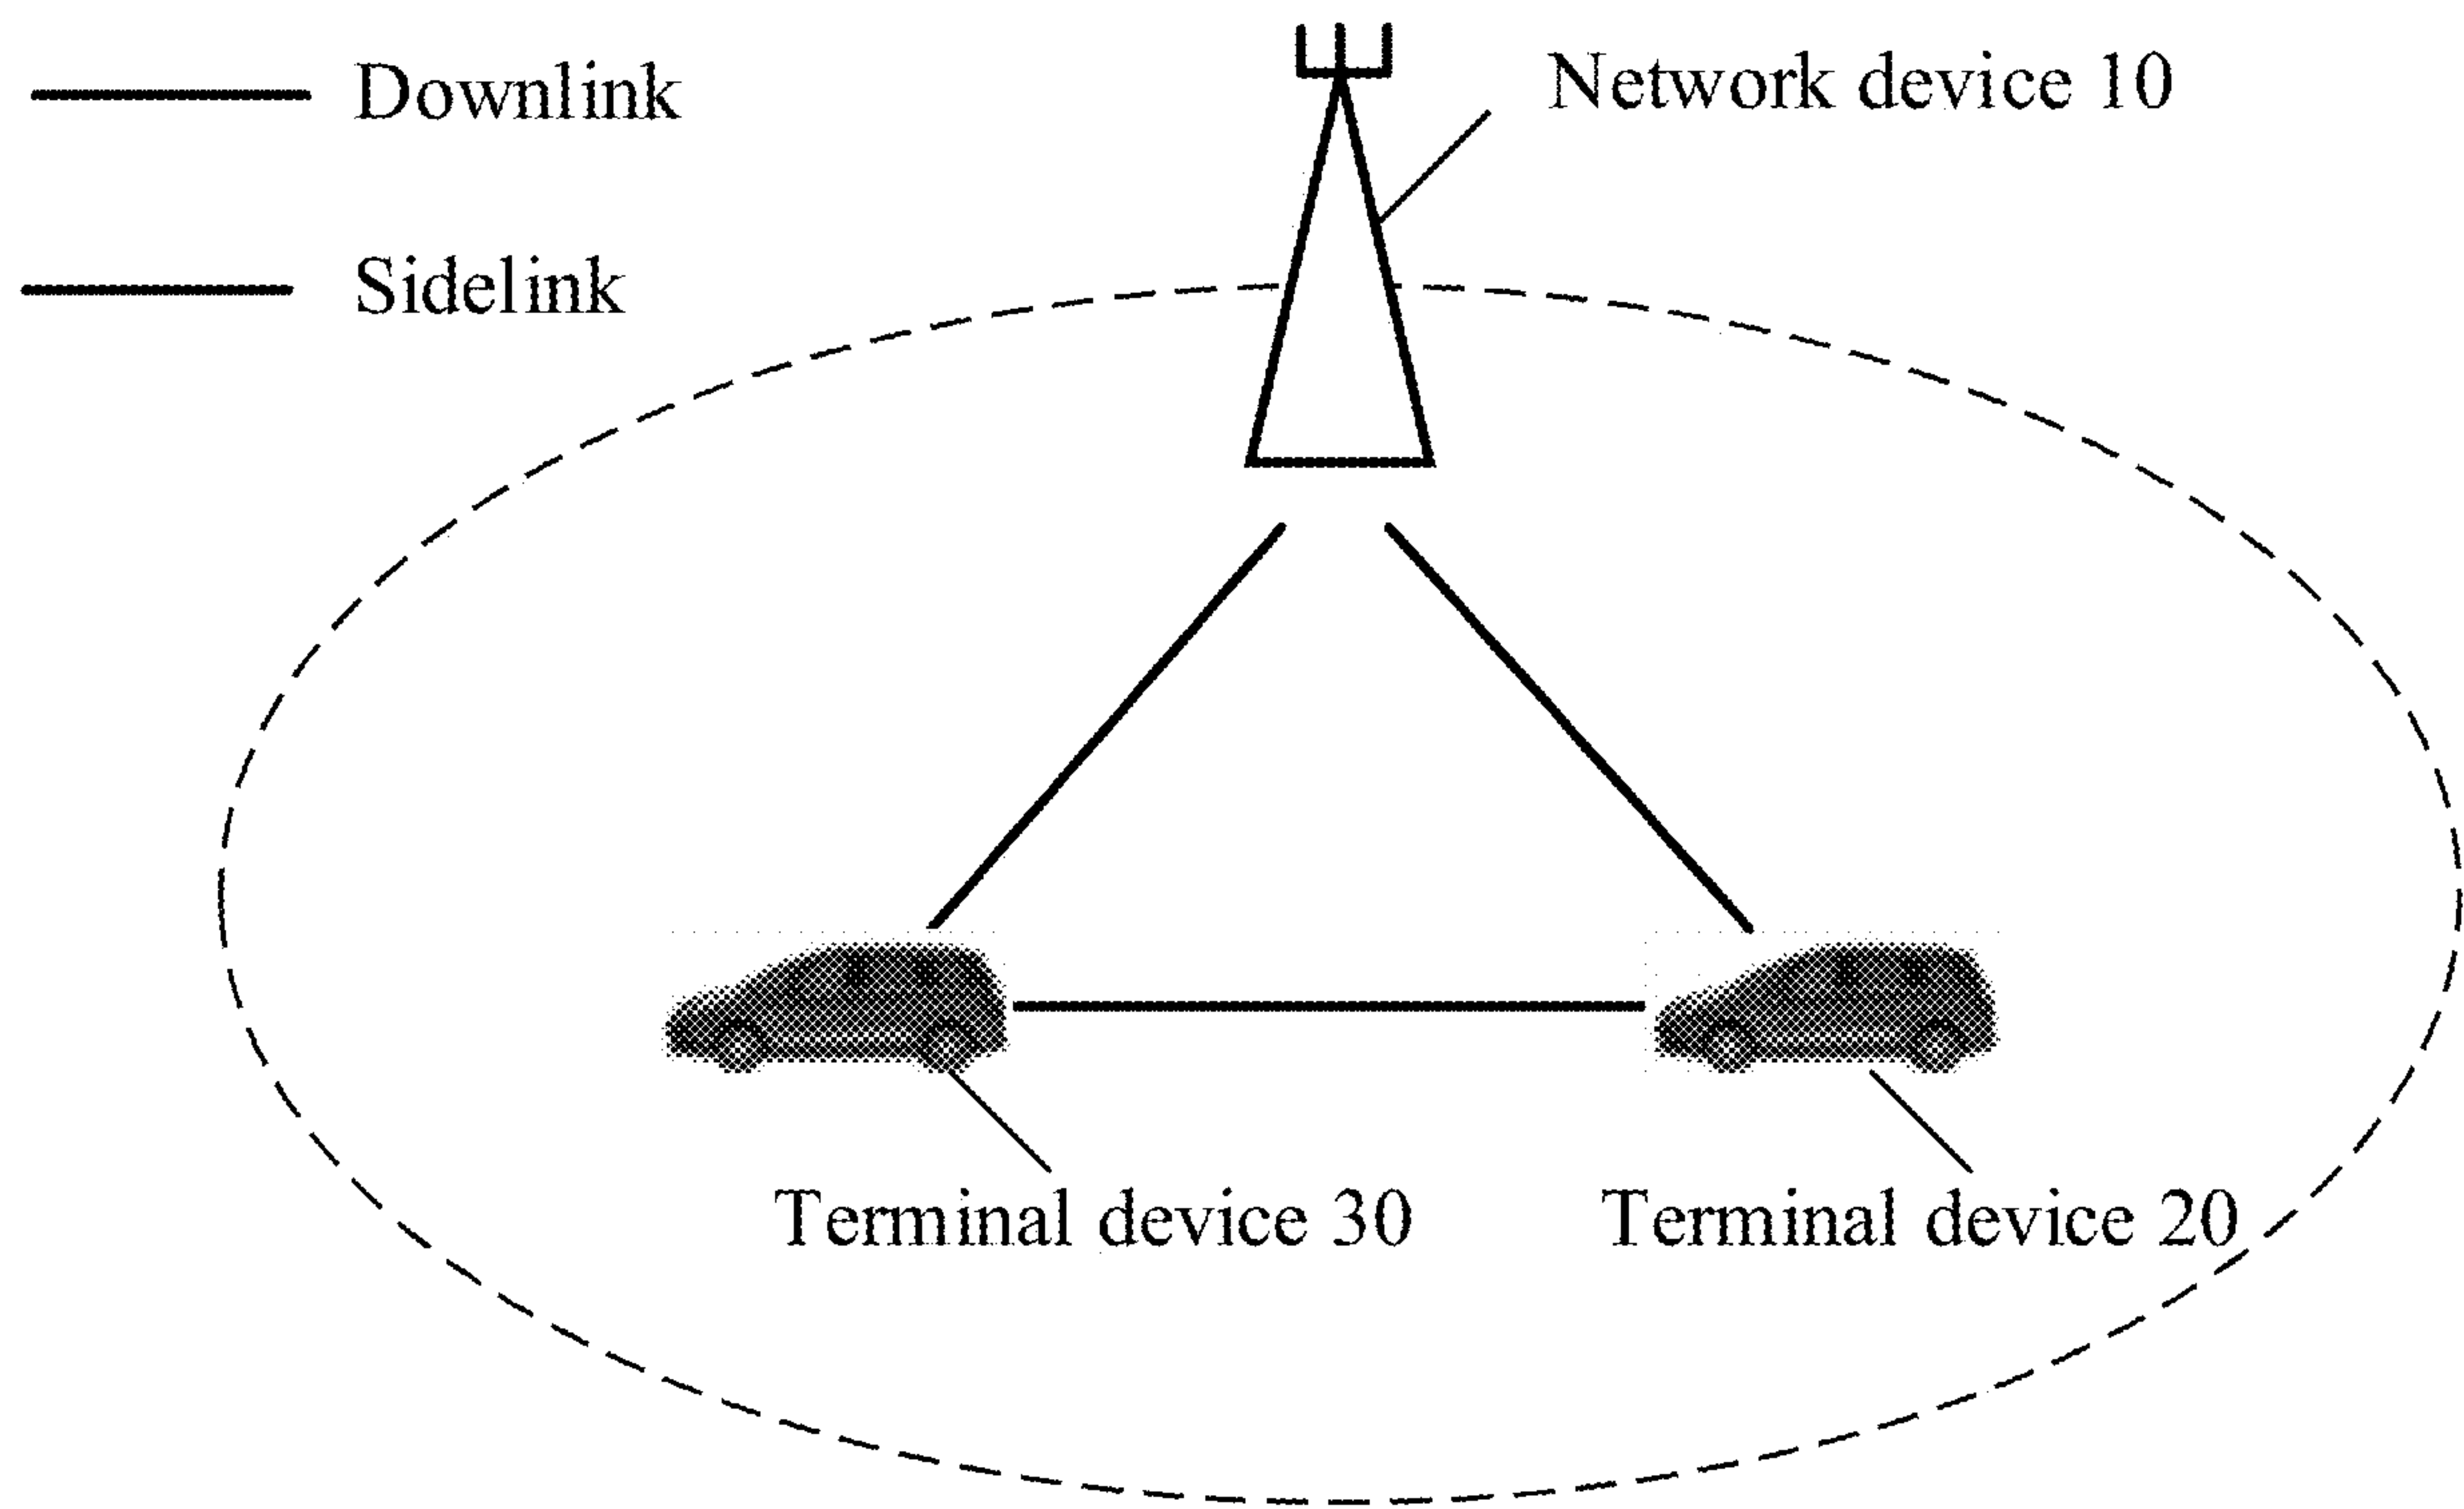 Downlink
Network device 10
Sidelink
Terminal device 30
Terminal device 20